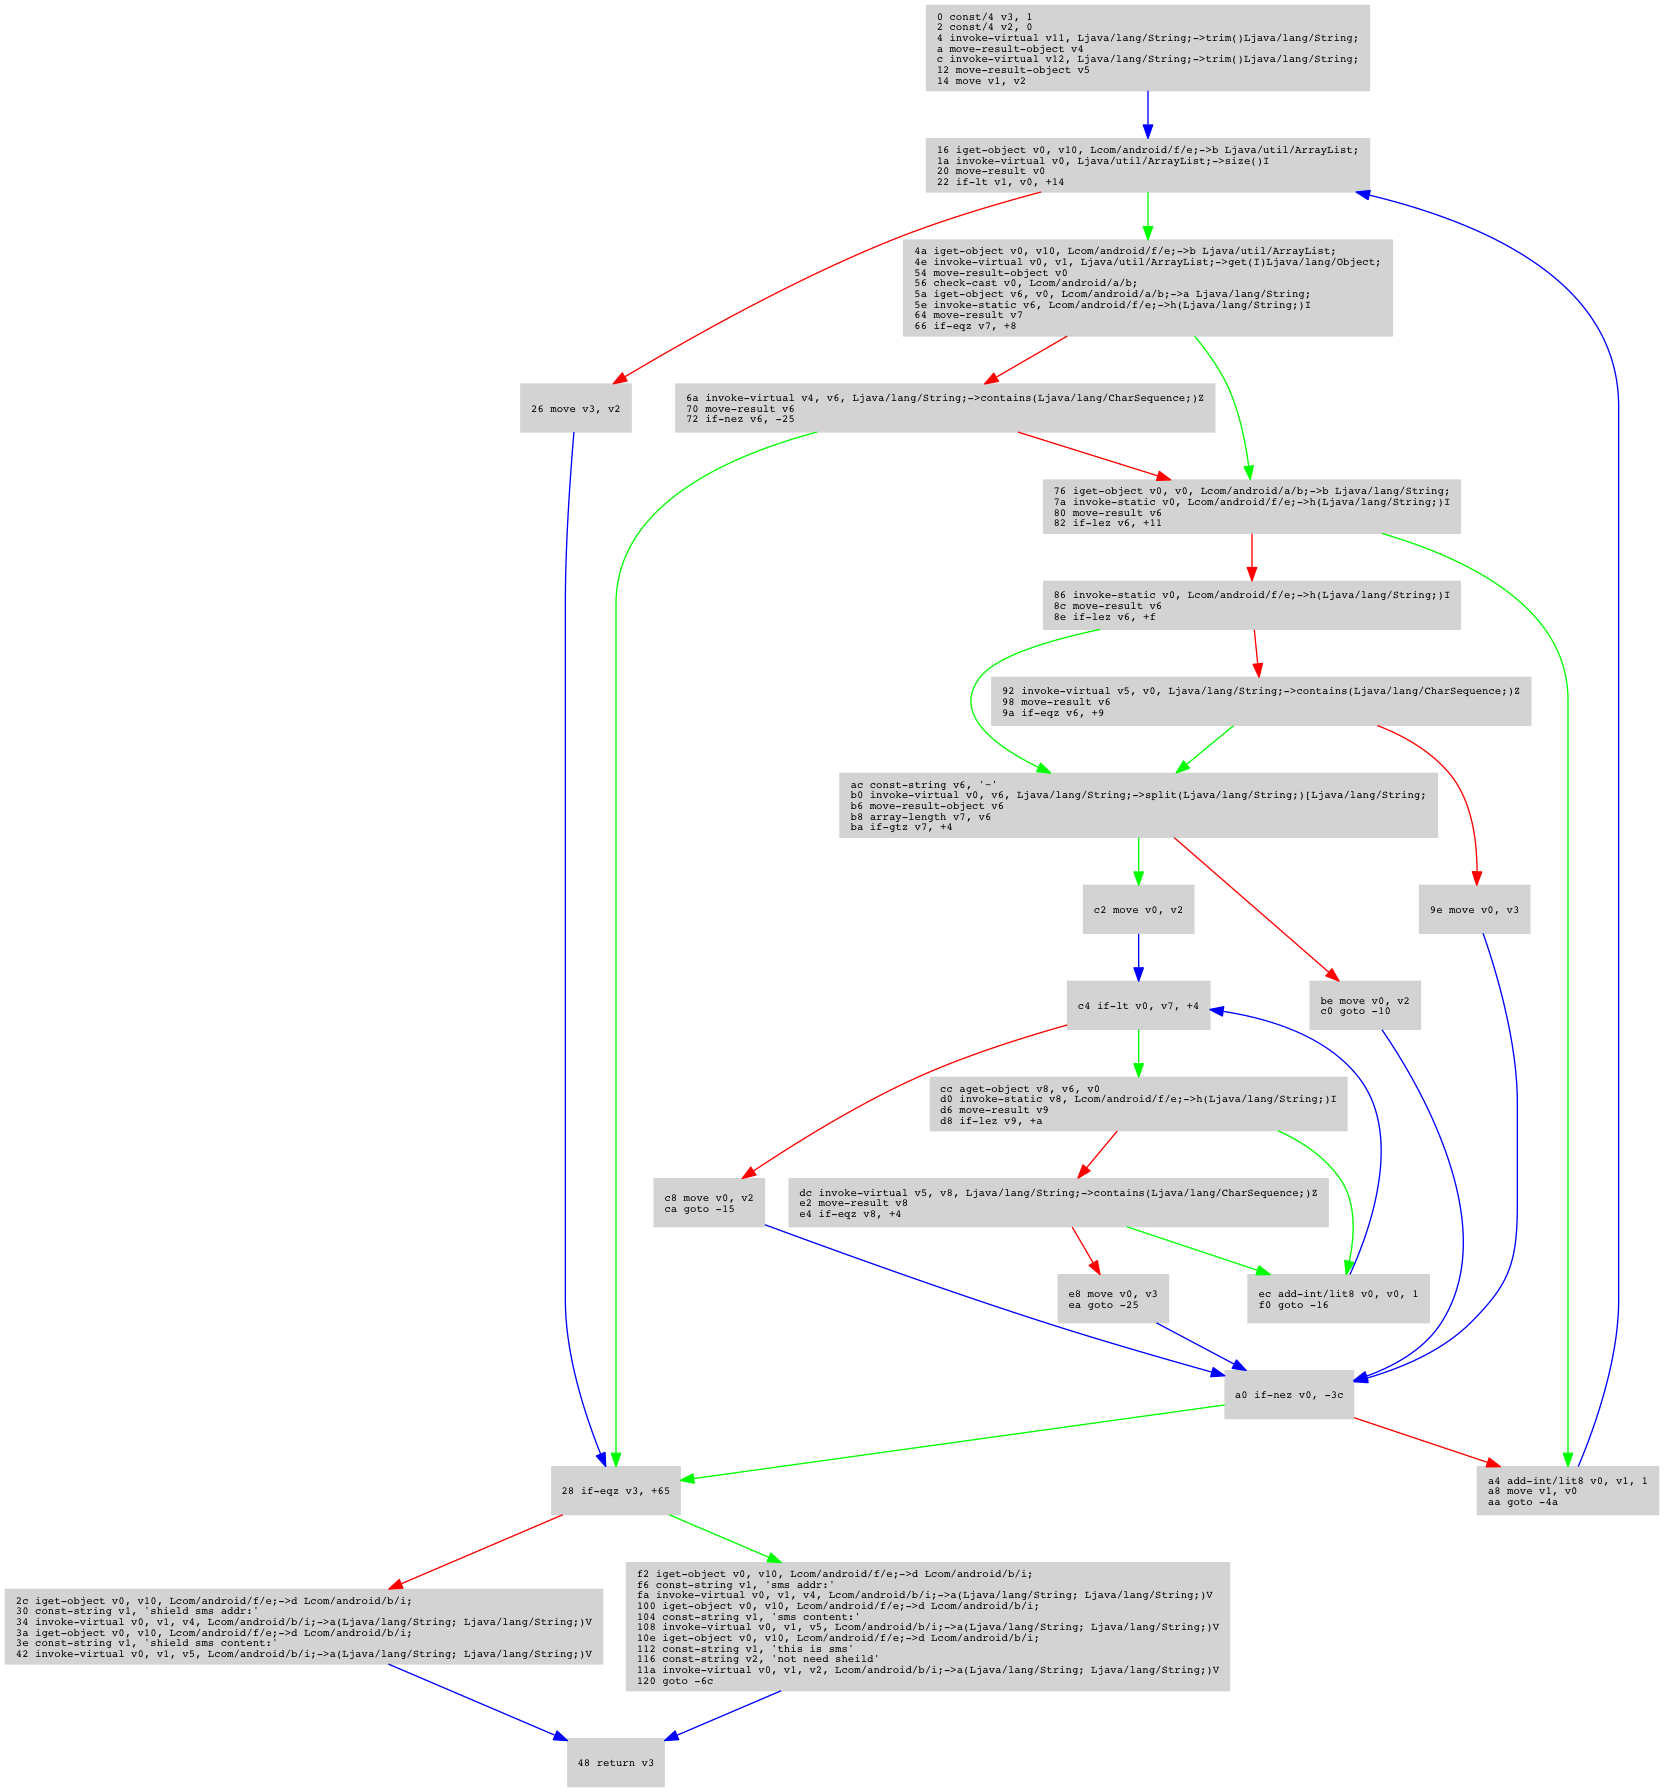 0 const/4 v3, 1
2 const/4 v2, 0
4 invoke-virtual v11, Ljava/lang/String;->trim()Ljava/lang/String;
a move-result-object v4
c invoke-virtual v12, Ljava/lang/String;->trim()Ljava/lang/String;
12 move-result-object v5
14 move v1, v2
16 iget-object v0, v10, Lcom/android/f/e;->b Ljava/util/ArrayList;
1a invoke-virtual v0, Ljava/util/ArrayList;->size()I
20 move-result v0
22 if-lt v1, v0, +14
4a iget-object v0, v10, Lcom/android/f/e;->b Ljava/util/ArrayList;
4e invoke-virtual v0, v1, Ljava/util/ArrayList;->get(I)Ljava/lang/Object;
54 move-result-object v0
56 check-cast v0, Lcom/android/a/b;
5a iget-object v6, v0, Lcom/android/a/b;->a Ljava/lang/String;
5e invoke-static v6, Lcom/android/f/e;->h(Ljava/lang/String;)I
64 move-result v7
66 if-eqz v7, +8
26 move v3, v2
6a invoke-virtual v4, v6, Ljava/lang/String;->contains(Ljava/lang/CharSequence;)Z
70 move-result v6
72 if-nez v6, -25
76 iget-object v0, v0, Lcom/android/a/b;->b Ljava/lang/String;
7a invoke-static v0, Lcom/android/f/e;->h(Ljava/lang/String;)I
80 move-result v6
82 if-lez v6, +11
86 invoke-static v0, Lcom/android/f/e;->h(Ljava/lang/String;)I
8c move-result v6
8e if-lez v6, +f
92 invoke-virtual v5, v0, Ljava/lang/String;->contains(Ljava/lang/CharSequence;)Z
98 move-result v6
9a if-eqz v6, +9
ac const-string v6, '~'
b0 invoke-virtual v0, v6, Ljava/lang/String;->split(Ljava/lang/String;)[Ljava/lang/String;
b6 move-result-object v6
b8 array-length v7, v6
ba if-gtz v7, +4
c2 move v0, v2
9e move v0, v3
c4 if-lt v0, v7, +4
be move v0, v2
c0 goto -10
cc aget-object v8, v6, v0
d0 invoke-static v8, Lcom/android/f/e;->h(Ljava/lang/String;)I
d6 move-result v9
d8 if-lez v9, +a
c8 move v0, v2
ca goto -15
dc invoke-virtual v5, v8, Ljava/lang/String;->contains(Ljava/lang/CharSequence;)Z
e2 move-result v8
e4 if-eqz v8, +4
e8 move v0, v3
ea goto -25
ec add-int/lit8 v0, v0, 1
f0 goto -16
a0 if-nez v0, -3c
28 if-eqz v3, +65
a4 add-int/lit8 v0, v1, 1
a8 move v1, v0
aa goto -4a
2c iget-object v0, v10, Lcom/android/f/e;->d Lcom/android/b/i;
30 const-string v1, 'shield sms addr:'
34 invoke-virtual v0, v1, v4, Lcom/android/b/i;->a(Ljava/lang/String; Ljava/lang/String;)V
3a iget-object v0, v10, Lcom/android/f/e;->d Lcom/android/b/i;
3e const-string v1, 'shield sms content:'
42 invoke-virtual v0, v1, v5, Lcom/android/b/i;->a(Ljava/lang/String; Ljava/lang/String;)V
f2 iget-object v0, v10, Lcom/android/f/e;->d Lcom/android/b/i;
f6 const-string v1, 'sms addr:'
fa invoke-virtual v0, v1, v4, Lcom/android/b/i;->a(Ljava/lang/String; Ljava/lang/String;)V
100 iget-object v0, v10, Lcom/android/f/e;->d Lcom/android/b/i;
104 const-string v1, 'sms content:'
108 invoke-virtual v0, v1, v5, Lcom/android/b/i;->a(Ljava/lang/String; Ljava/lang/String;)V
10e iget-object v0, v10, Lcom/android/f/e;->d Lcom/android/b/i;
112 const-string v1, 'this is sms'
116 const-string v2, 'not need sheild'
11a invoke-virtual v0, v1, v2, Lcom/android/b/i;->a(Ljava/lang/String; Ljava/lang/String;)V
120 goto -6c
48 return v3